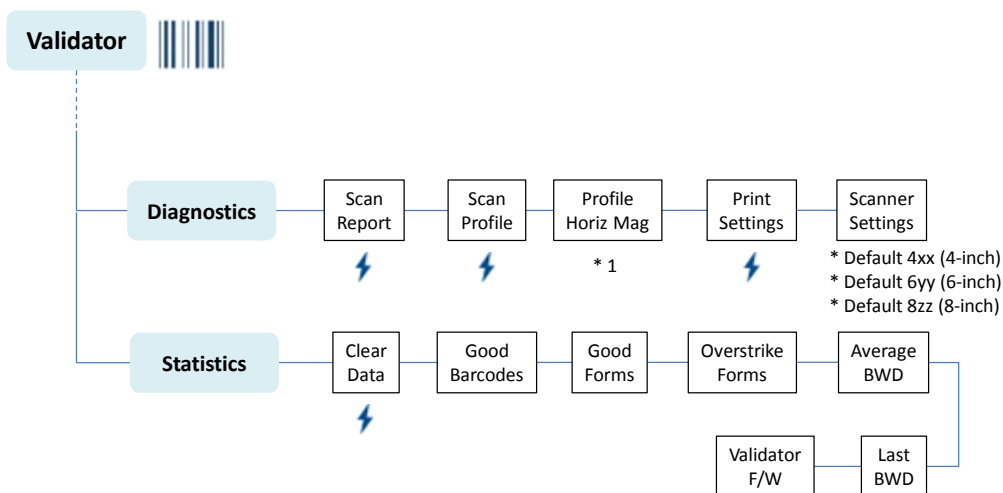 Validator
Diagnostics
Scan
Report
Scan
Profile
Profile
Horiz Mag
* 1
Print
Settings
Scanner
Settings
* Default 4xx (4-inch)
* Default 6yy (6-inch)
* Default 8zz (8-inch)
Statistics
Clear
Data
Good
Barcodes
Good
Forms
Overstrike
Forms
Average
BWD
Validator
F/W
Last
BWD